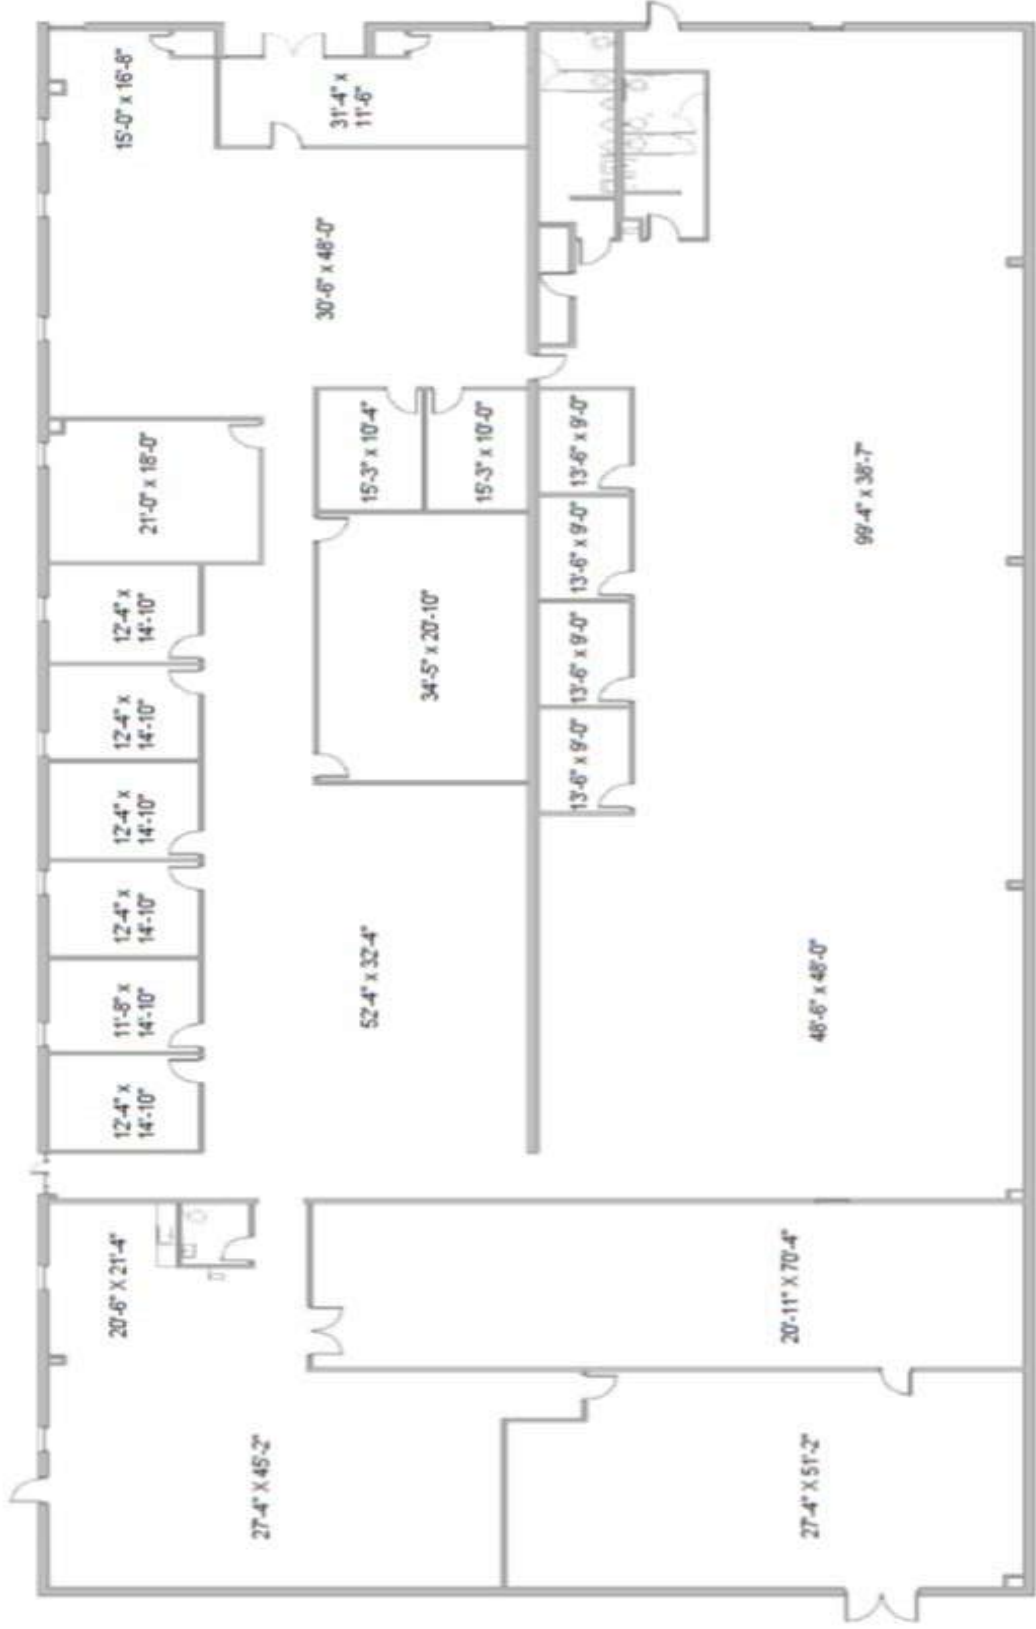 15'-0" x 16'-8"
31'-4" x
11'-6"
30'-6" x 48'-0"
21'-0" x 18'-0"
15'-3" x 10'-4"
15'-3" x 10'-0"
13'-6" x 9'-0"
13'-6" x 9'-0"
13'-6" x 9'-0"
13'-6" x 9'-0"
99'-4" x 38'-7"
12'-4" x
14'-10"
12'-4" x
14'-10"
12'-4" x
14'-10"
12'-4" x
14'-10"
11'-8" x
14'-10"
12'-4" x
14'-10"
34'-5" x 20'-10"
52'-4" x 32'-4"
48'-6" x 48'-0"
20'-6" X 21'-4"
20'-11" X 70'-4"
27'-4" X 45'-2"
27'-4" X 51'-2"